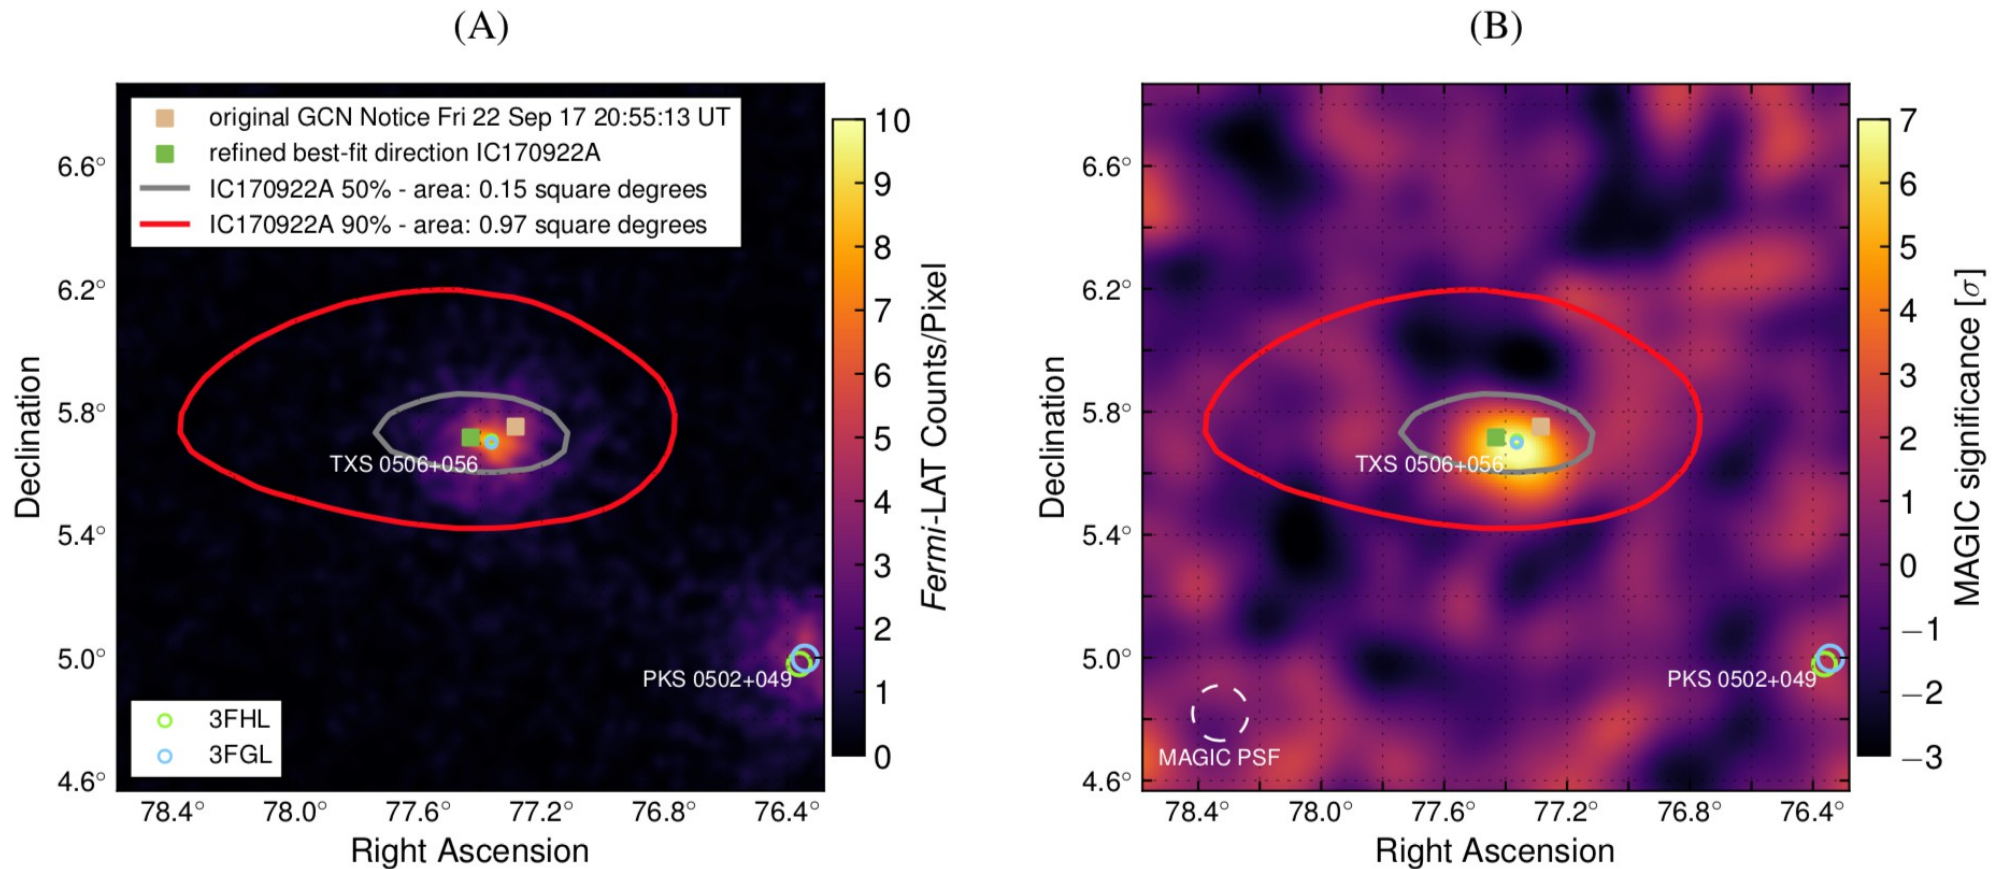 (A)
original GCN Notice Fri 22 Sep 17 20:55:13 UT
refined best-fit direction IC170922A
IC170922A 50% - area: 0.15 square degrees
IC170922A 90% - area: 0.97 square degrees
6.6°
6.2°
5.8°
5.4°
5.0°
4.6°
Declination
TXS 0506+056
PKS 0502+049
3FHL
3FGL
78.4°
78.0°
77.6°
77.2°
76.8°
76.4°
Right Ascension
10
9
8
7
6
5
4
3
2
1
0
Fermi-LAT Counts/Pixel
(B)
6.6°
6.2°
5.8°
5.4°
5.0°
4.6°
Declination
TXS 0506+056
PKS 0502+049
MAGIC PSF
78.4°
78.0°
77.6°
77.2°
76.8°
76.4°
Right Ascension
7
6
5
4
3
2
1
0
−1
−2
−3
MAGIC significance [σ]